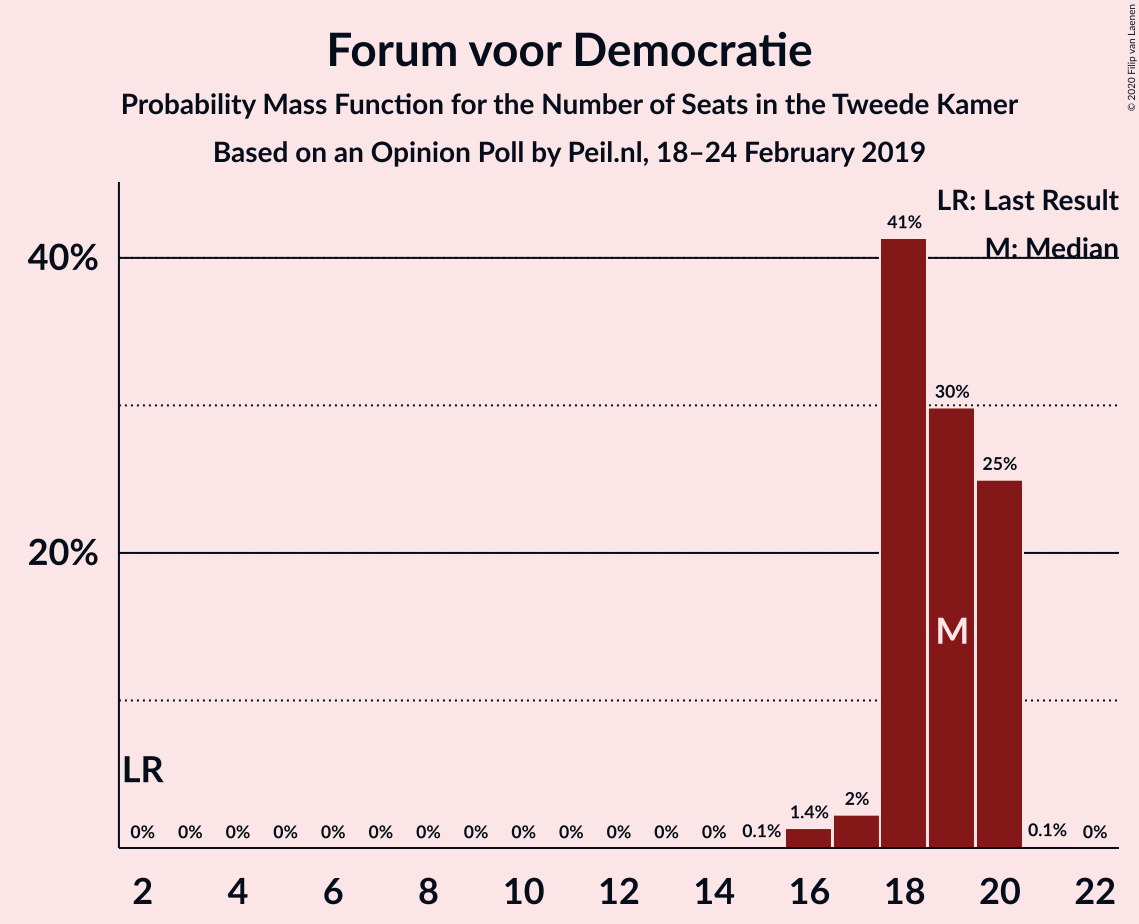 Forum voor Democratie
Probability Mass Function for the Number of Seats in the Tweede Kamer
Based on an Opinion Poll by Peil.nl, 18–24 February 2019
© 2020 Filip van Laenen
LR: Last Result
M: Median
41%
40%
30%
25%
20%
M
LR
0% 0% 0% 0% 0% 0% 0% 0% 0% 0% 0% 0% 0% 0.1% 1.4% 2% 0.1% 0%
2 4 6 8 10 12 14 16 18 20 22